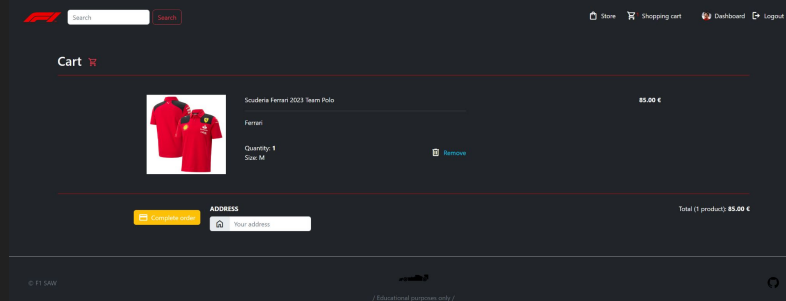 Search
Search
Store
Shopping cart
Dashboard
Logout
Cart
Scuderia Ferrari 2023 Team Polo
85.00 €
Ferrari
Quantity: 1
Size: M
Remove
Complete order
ADDRESS
Your address
Total (1 product): 85.00 €
© F1 SAW
/ Educational purposes only /